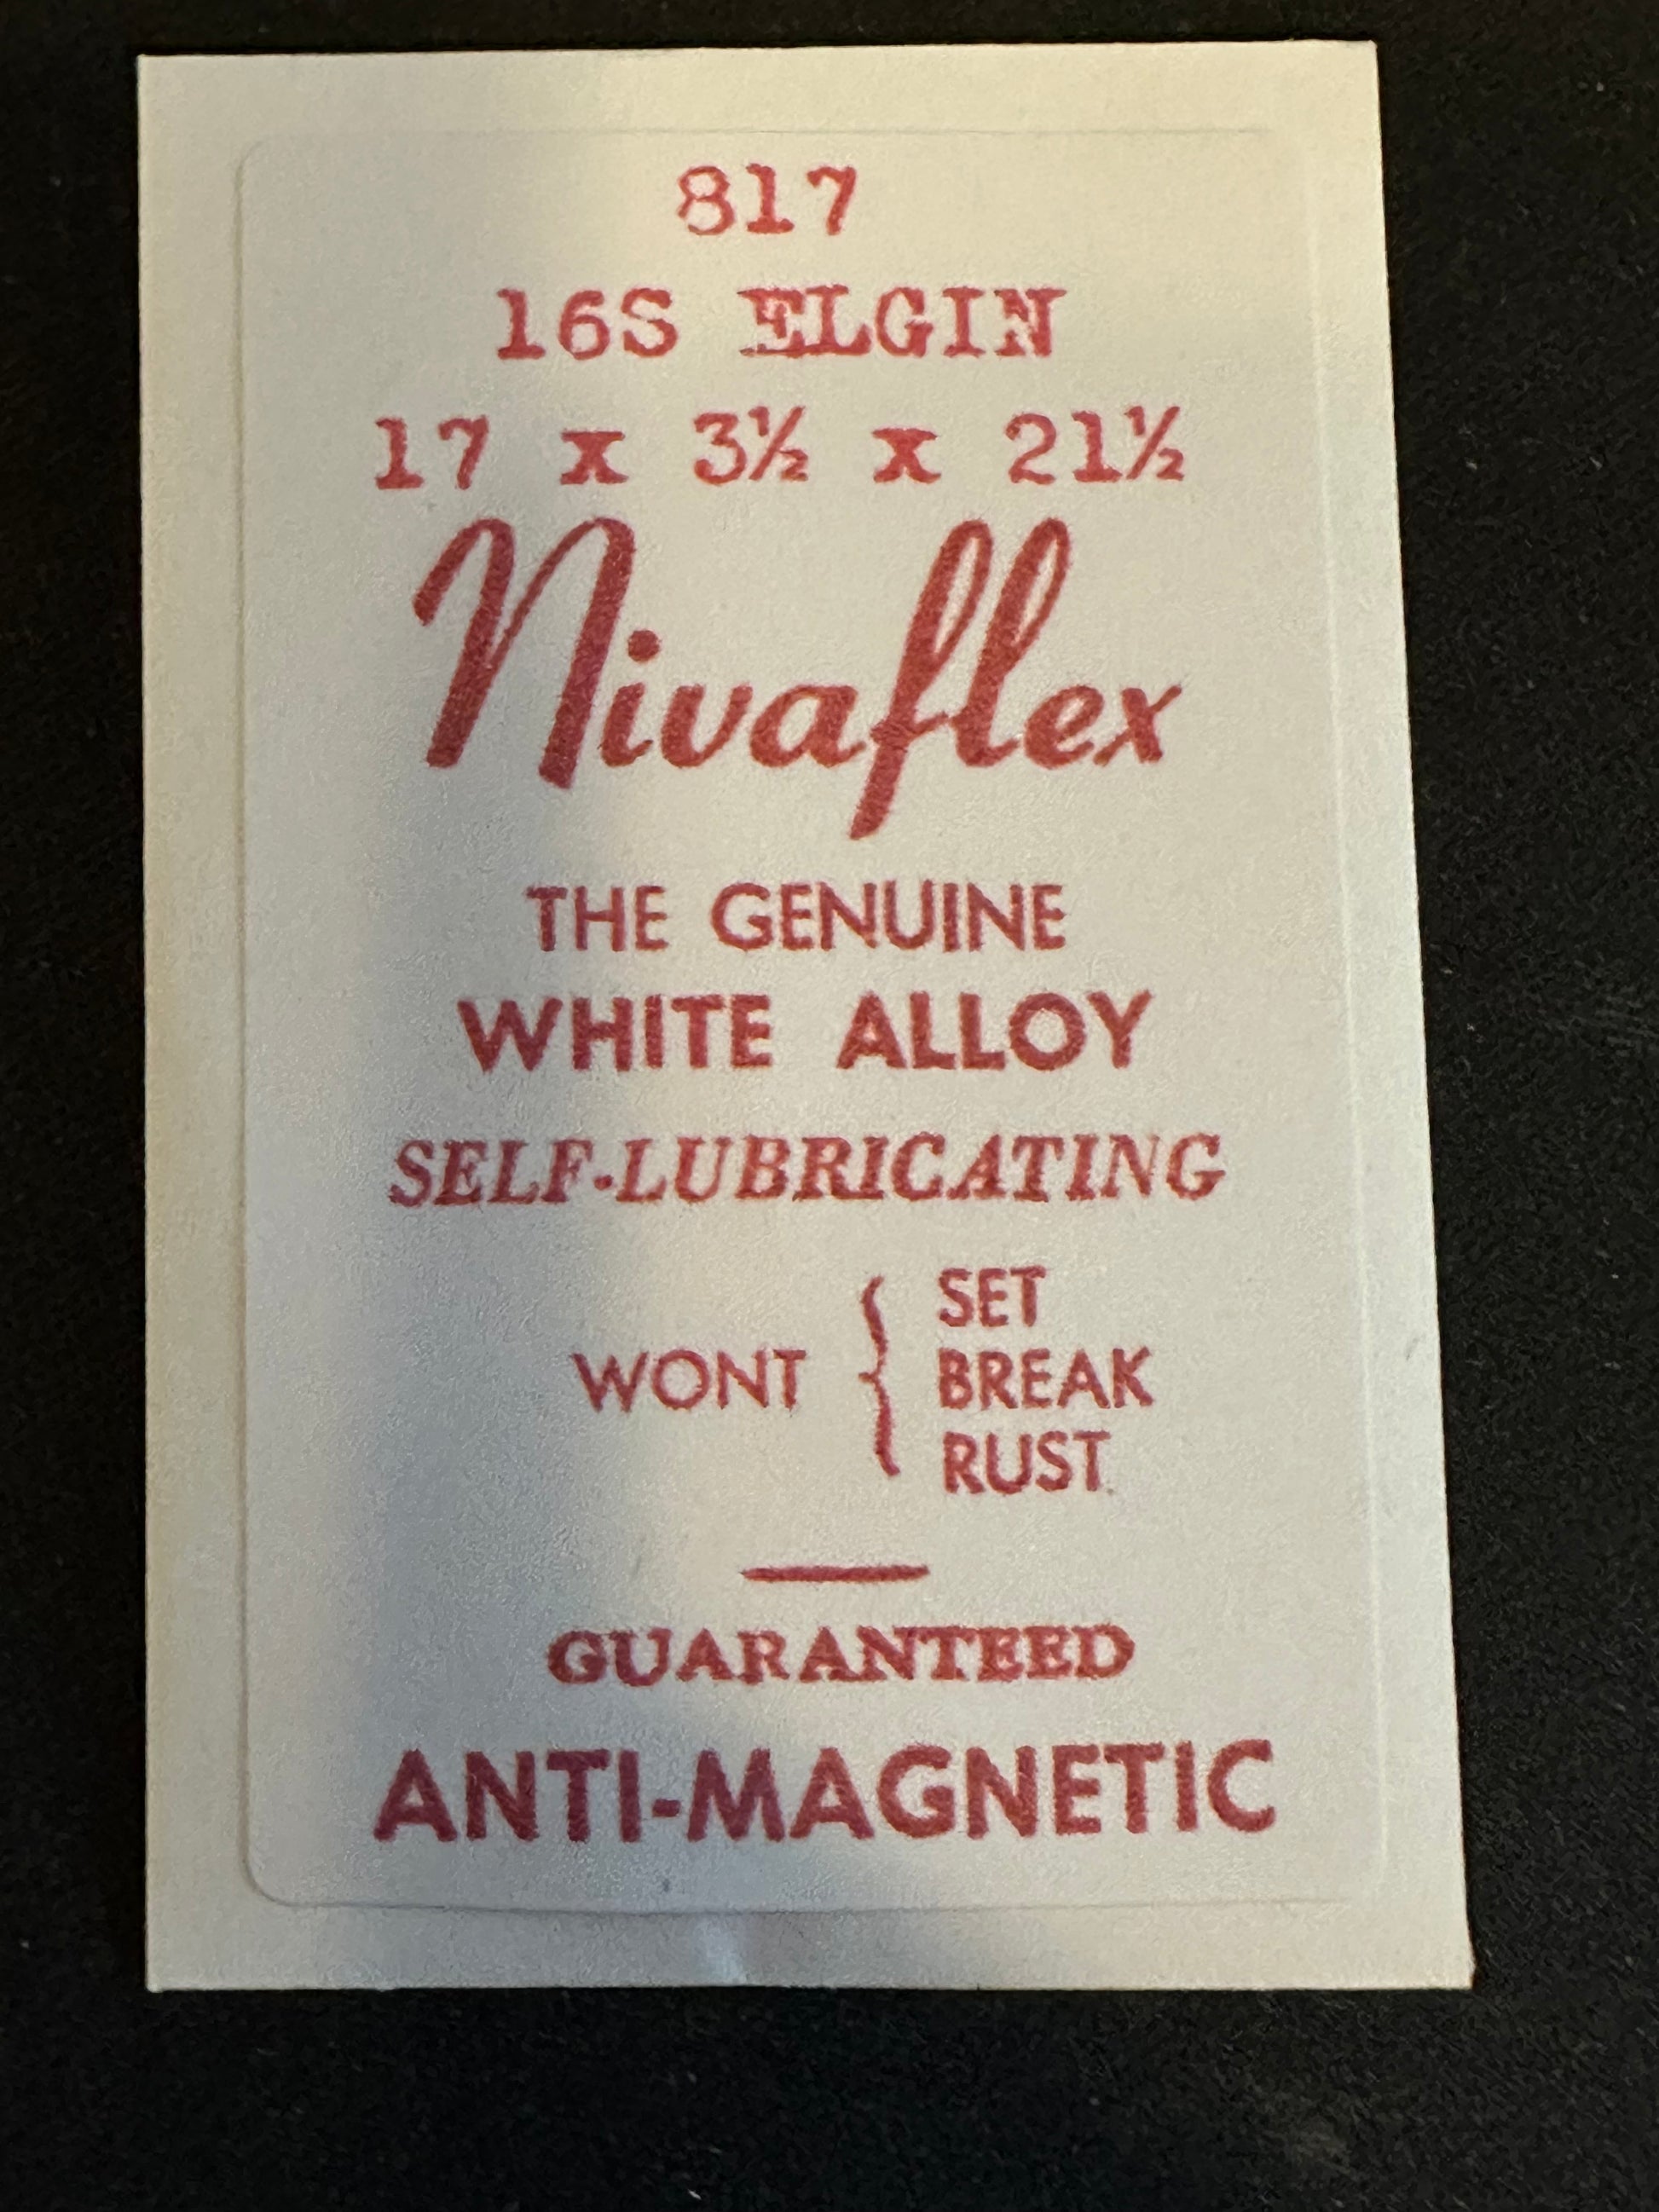 817
16S ELGIN
17 x 3½ x 21½
Nivaflex
THE GENUINE
WHITE ALLOY
SELF-LUBRICATING
WONT { SET
BREAK
RUST
GUARANTEED
ANTI-MAGNETIC